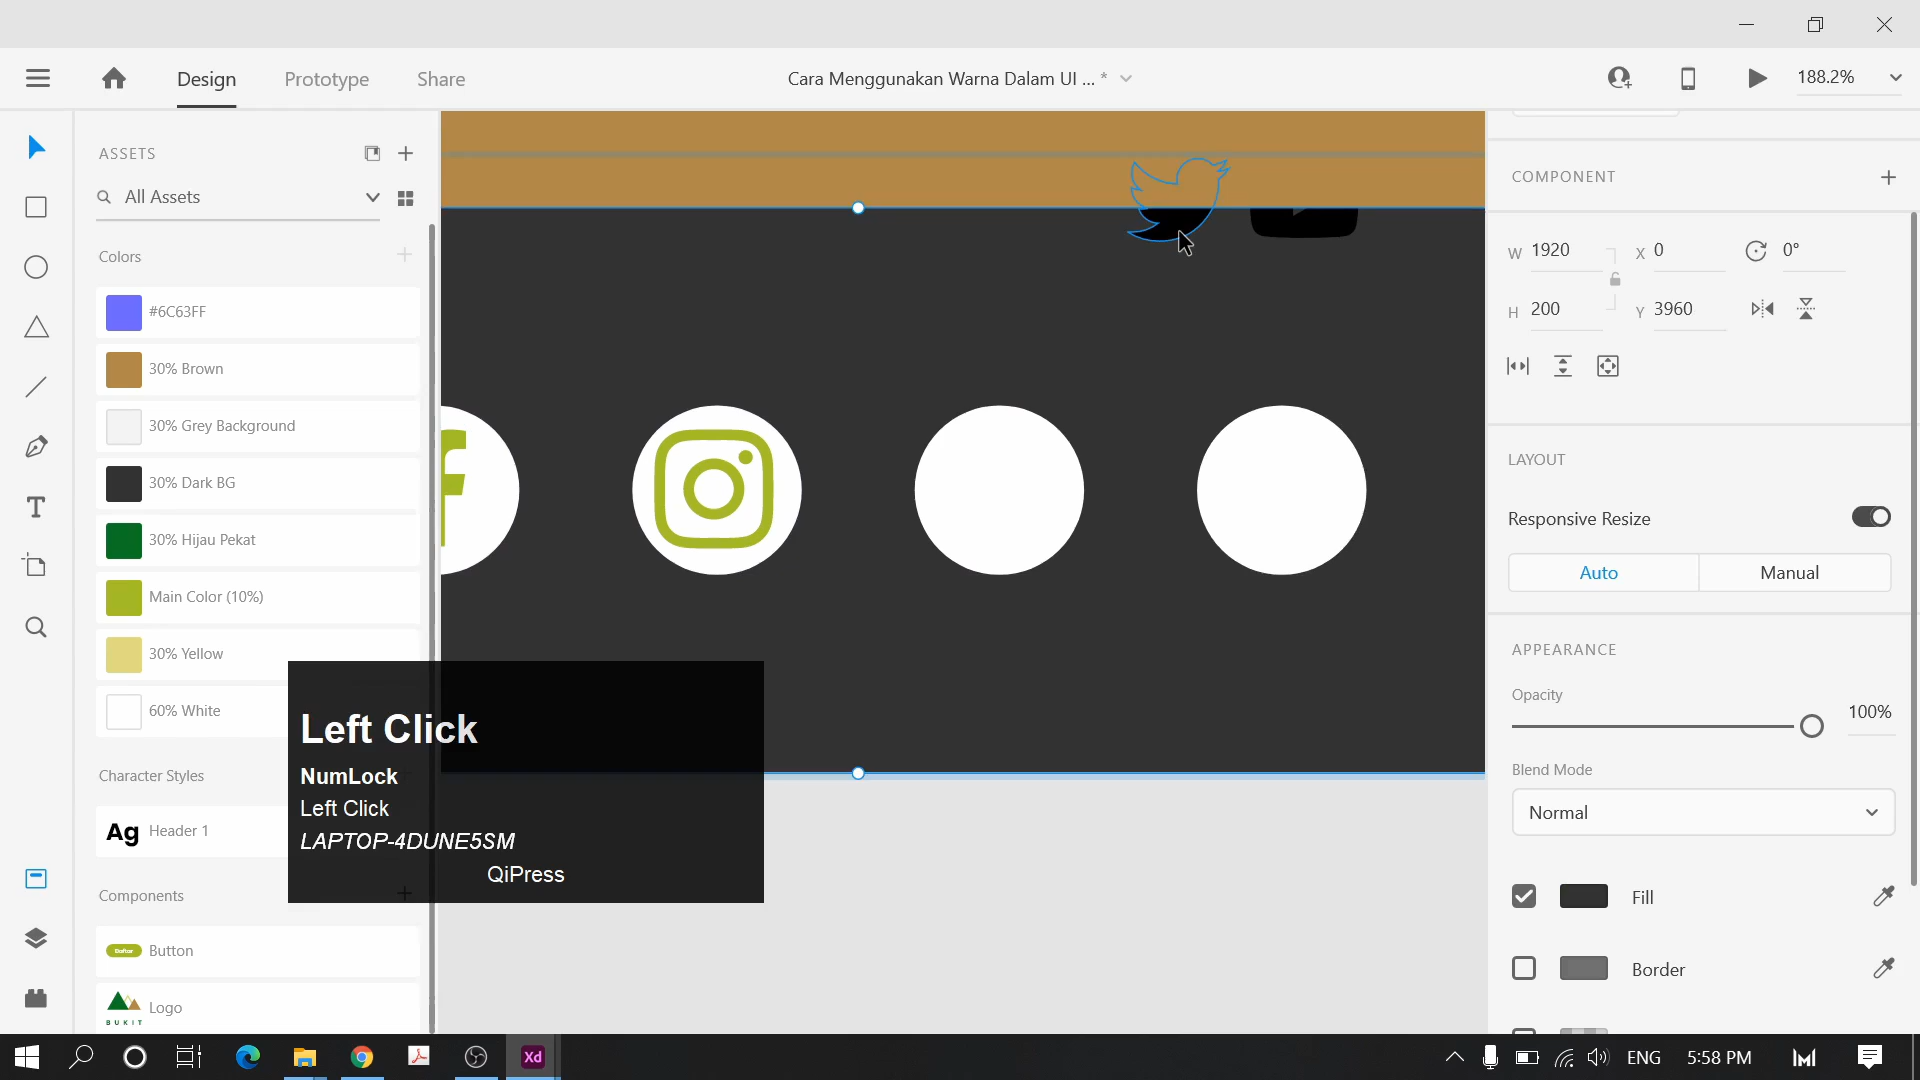 Design
Prototype
Share
Cara Menggunakan Warna Dalam UI ... *
188.2%
ASSETS
All Assets
Colors
#6C63FF
30% Brown
30% Grey Background
30% Dark BG
30% Hijau Pekat
Main Color (10%)
30% Yellow
60% White
Character Styles
Ag Header 1
Components
Daftar Button
BUKIT Logo
Left Click
NumLock
Left Click
LAPTOP-4DUNE5SM
QiPress
COMPONENT
W 1920 X 0 0°
H 200 Y 3960
LAYOUT
Responsive Resize
Auto Manual
APPEARANCE
Opacity
100%
Blend Mode
Normal
Fill
Border
Xd
ENG
5:58 PM